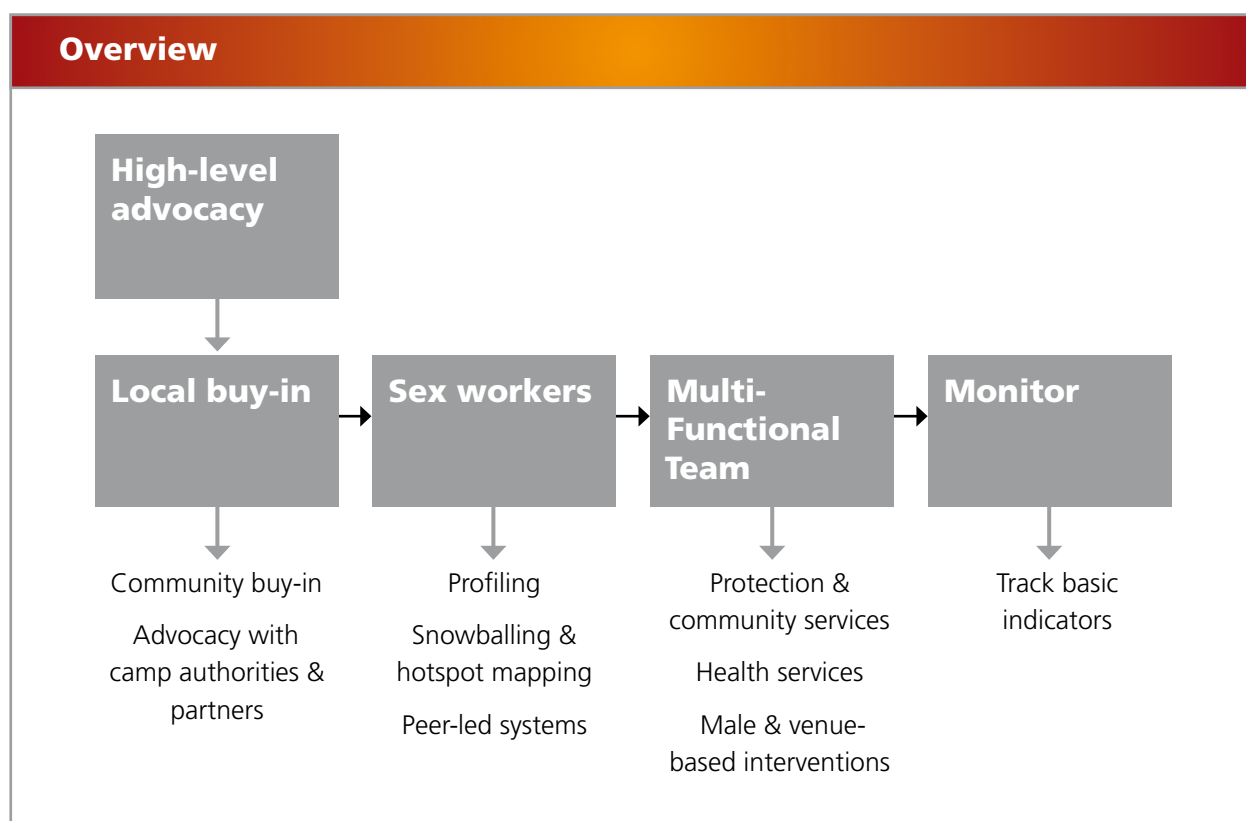 Overview
High-level
advocacy
Local buy-in
Sex workers
Multi-
Functional
Team
Monitor
Community buy-in
Advocacy with
camp authorities &
partners
Profiling
Snowballing &
hotspot mapping
Peer-led systems
Protection &
community services
Health services
Male & venue-
based interventions
Track basic
indicators